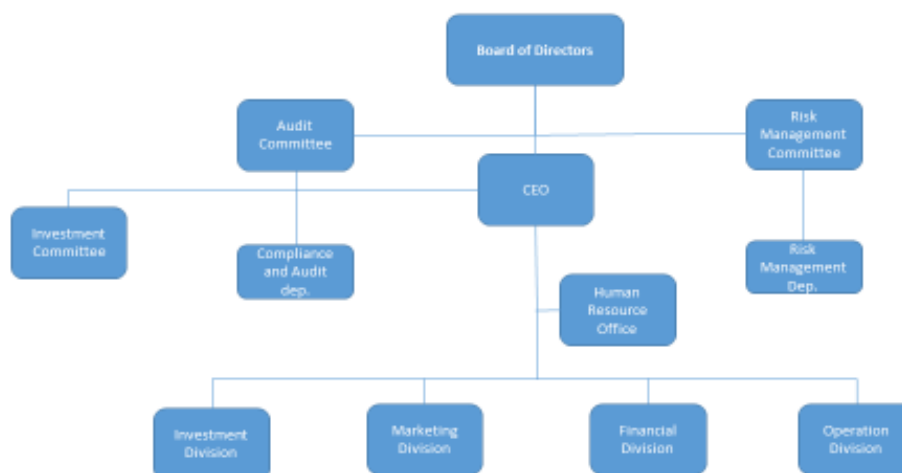 Board of Directors
Audit
Committee
Risk
Management
Committee
CEO
Investment
Committee
Compliance
and Audit
dep.
Risk
Management
Dep.
Human
Resource
Office
Investment
Division
Marketing
Division
Financial
Division
Operation
Division